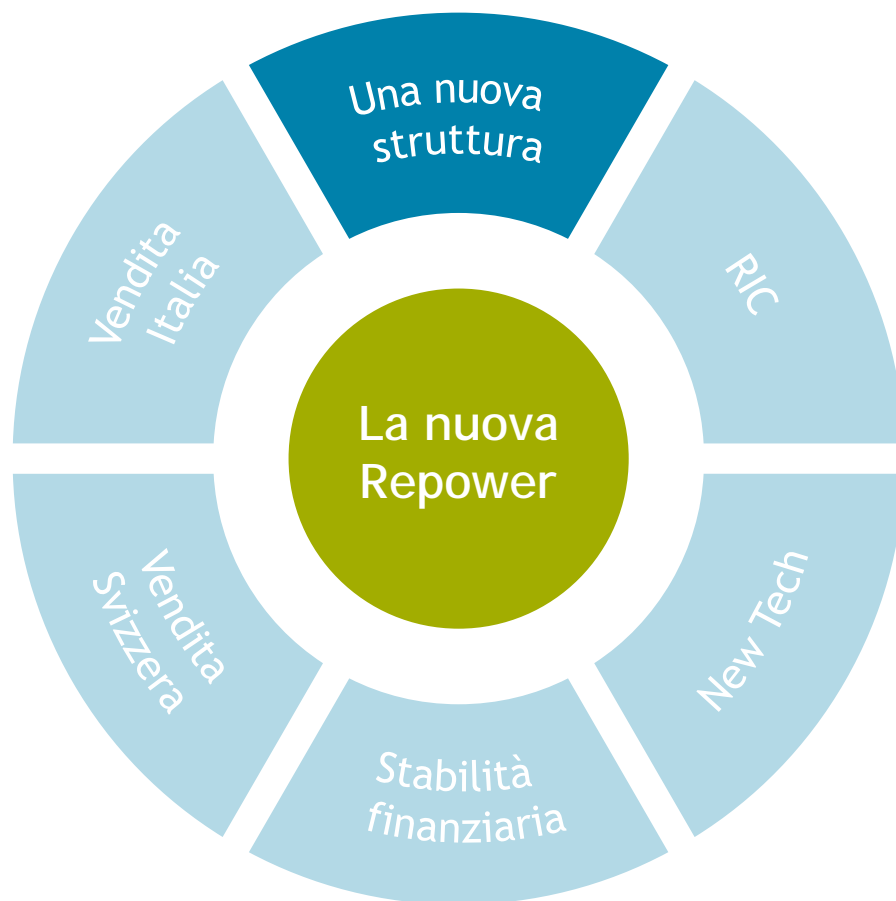 Una nuova
struttura
RIC
New Tech
Stabilità
finanziaria
Vendita
Svizzera
Vendita
Italia
La nuova
Repower